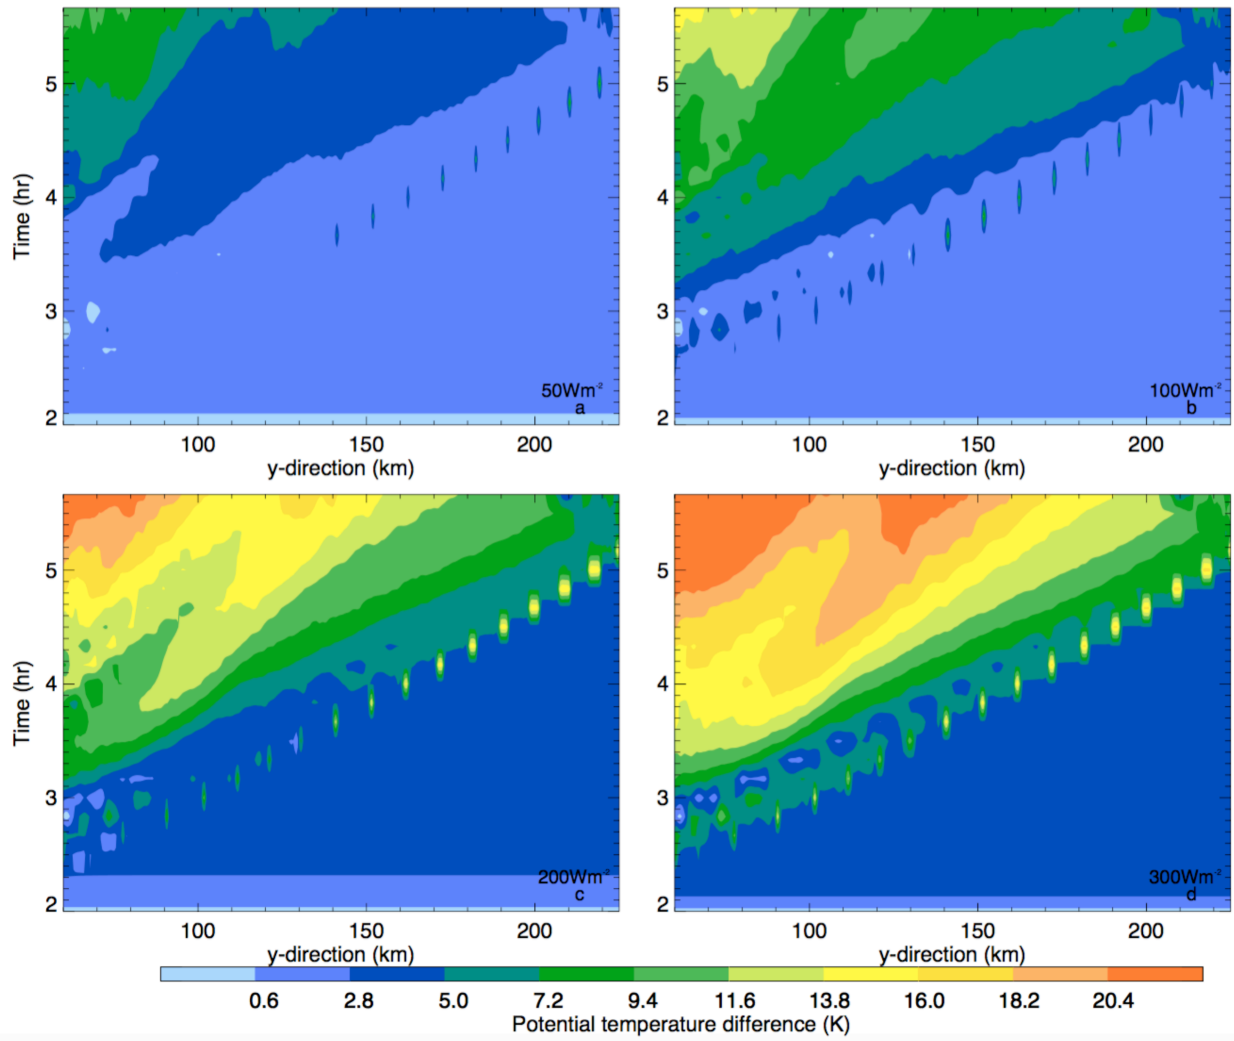 Time (hr)
5
4
3
2
50Wm⁻²
a
100
150
200
y-direction (km)
5
4
3
2
100Wm⁻²
b
100
150
200
y-direction (km)
Time (hr)
5
4
3
2
200Wm⁻²
c
100
150
200
y-direction (km)
5
4
3
2
300Wm⁻²
d
100
150
200
y-direction (km)
0.6 2.8 5.0 7.2 9.4 11.6 13.8 16.0 18.2 20.4
Potential temperature difference (K)